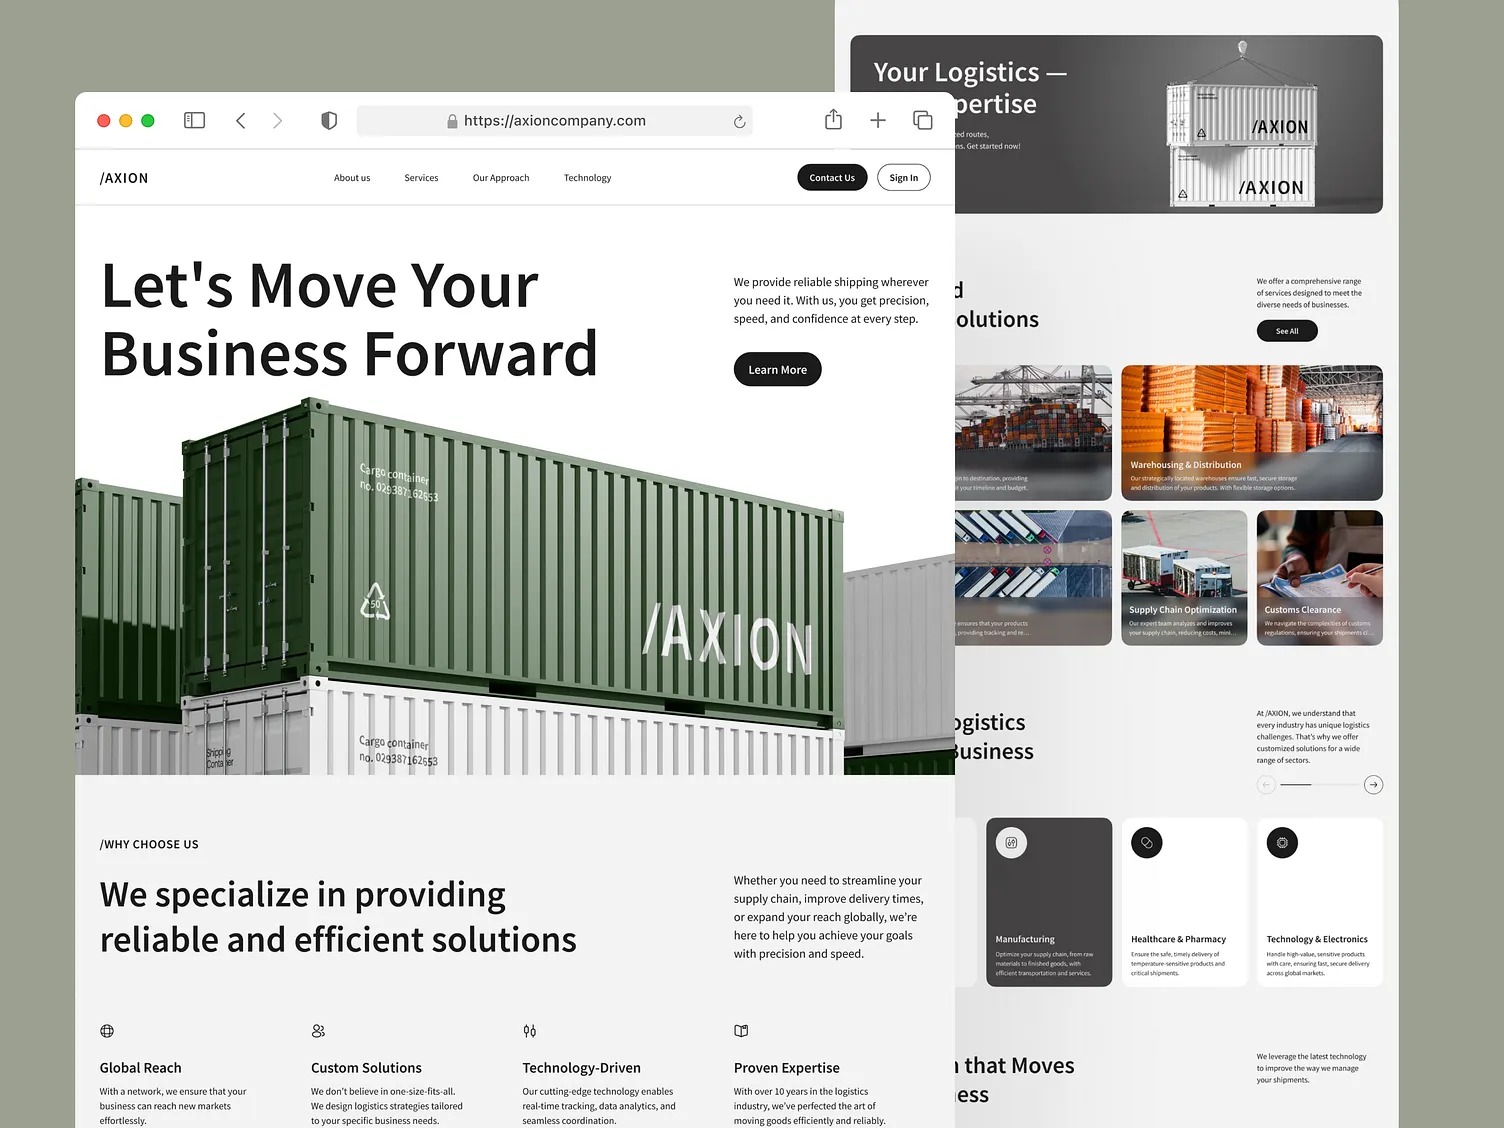 https://axioncompany.com
/AXION
About us
Services
Our Approach
Technology
Contact Us
Sign In
Let's Move Your
Business Forward
We provide reliable shipping wherever
you need it. With us, you get precision,
speed, and confidence at every step.
Learn More
Cargo container
no. 029387162653
50
/AXION
Shipping
Container
Cargo container
no. 029387162653
/WHY CHOOSE US
We specialize in providing
reliable and efficient solutions
Whether you need to streamline your
supply chain, improve delivery times,
or expand your reach globally, we're
here to help you achieve your goals
with precision and speed.
Global Reach
With a network, we ensure that your
business can reach new markets
effortlessly.
Custom Solutions
We don't believe in one-size-fits-all.
We design logistics strategies tailored
to your specific business needs.
Technology-Driven
Our cutting-edge technology enables
real-time tracking, data analytics, and
seamless coordination.
Proven Expertise
With over 10 years in the logistics
industry, we've perfected the art of
moving goods efficiently and reliably.
Your Logistics —
pertise
ed routes,
ns. Get started now!
/AXION
/AXION
d
olutions
We offer a comprehensive range
of services designed to meet the
diverse needs of businesses.
See All
gin to destination, providing
it your timeline and budget.
Warehousing & Distribution
Our strategically located warehouses ensure fast, secure storage
and distribution of your products. With flexible storage options.
ensures that your products
, providing tracking and re...
Supply Chain Optimization
Our expert team analyzes and improves
your supply chain, reducing costs, mini...
Customs Clearance
We navigate the complexities of customs
regulations, ensuring your shipments cl...
ogistics
Business
At /AXION, we understand that
every industry has unique logistics
challenges. That's why we offer
customized solutions for a wide
range of sectors.
Manufacturing
Optimize your supply chain, from raw
materials to finished goods, with
efficient transportation and services.
Healthcare & Pharmacy
Ensure the safe, timely delivery of
temperature-sensitive products and
critical shipments.
Technology & Electronics
Handle high-value, sensitive products
with care, ensuring fast, secure delivery
across global markets.
n that Moves
ess
We leverage the latest technology
to improve the way we manage
your shipments.